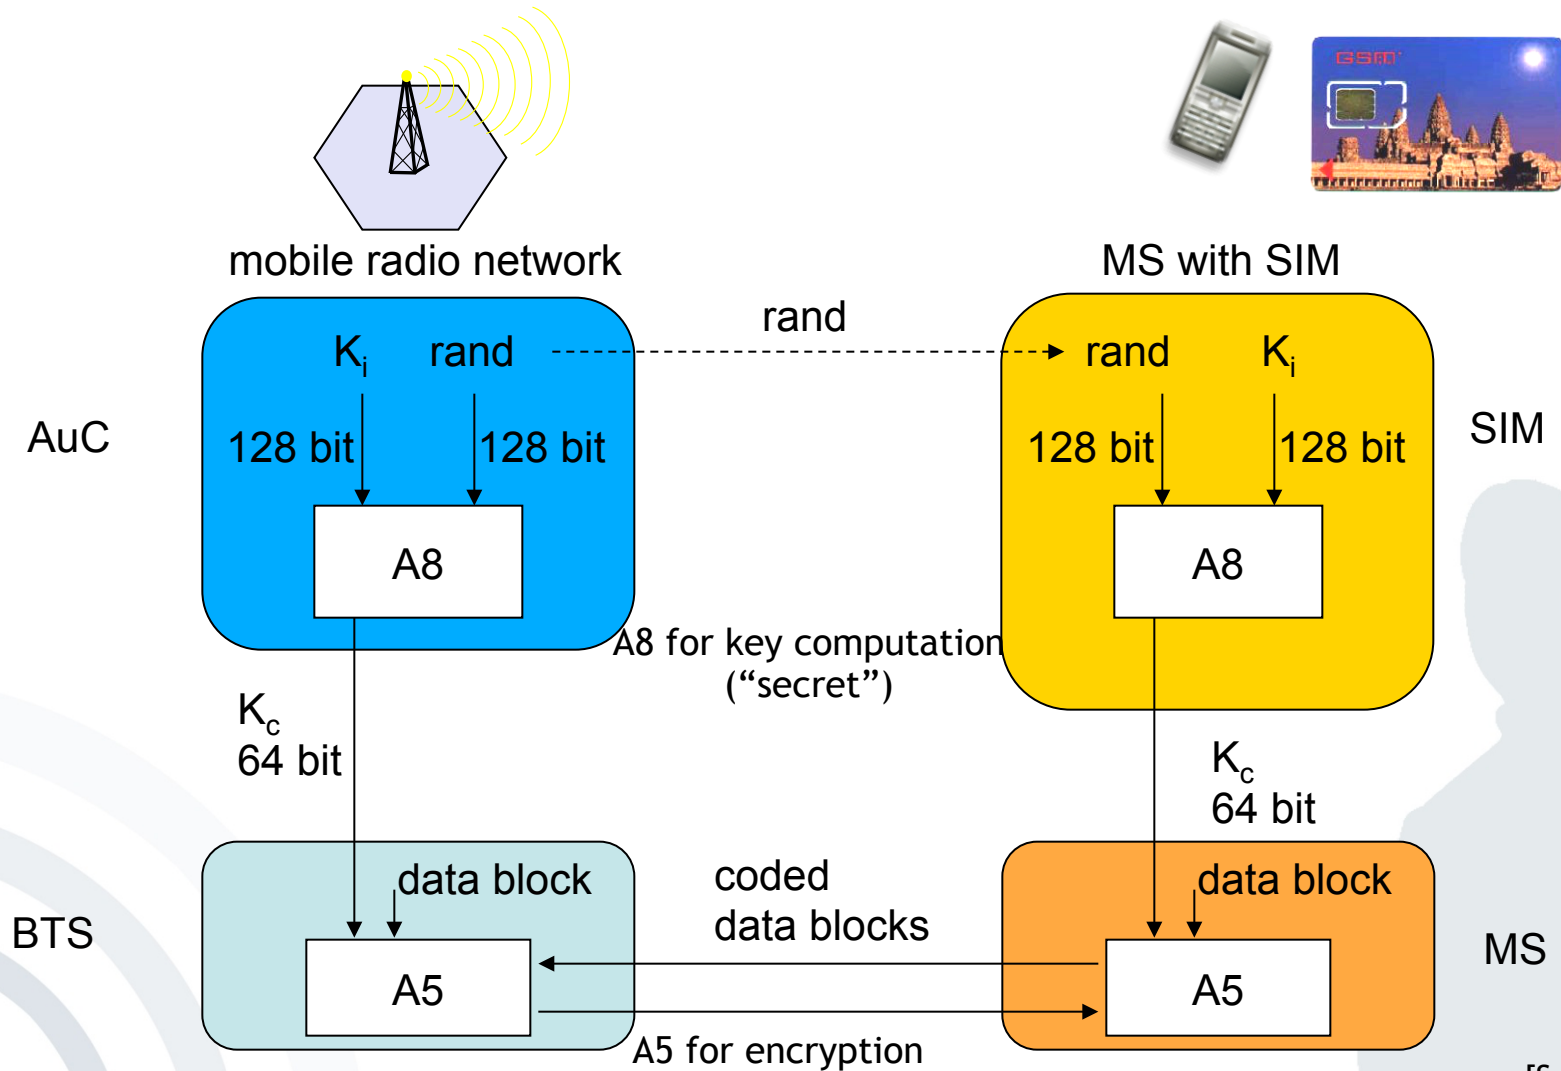 GSM
mobile radio network
MS with SIM
rand
Ki rand
rand Ki
AuC
128 bit 128 bit
128 bit 128 bit
SIM
A8
A8
A8 for key computation
(“secret”)
Kc
64 bit
Kc
64 bit
data block
coded
data blocks
data block
BTS
MS
A5
A5
A5 for encryption